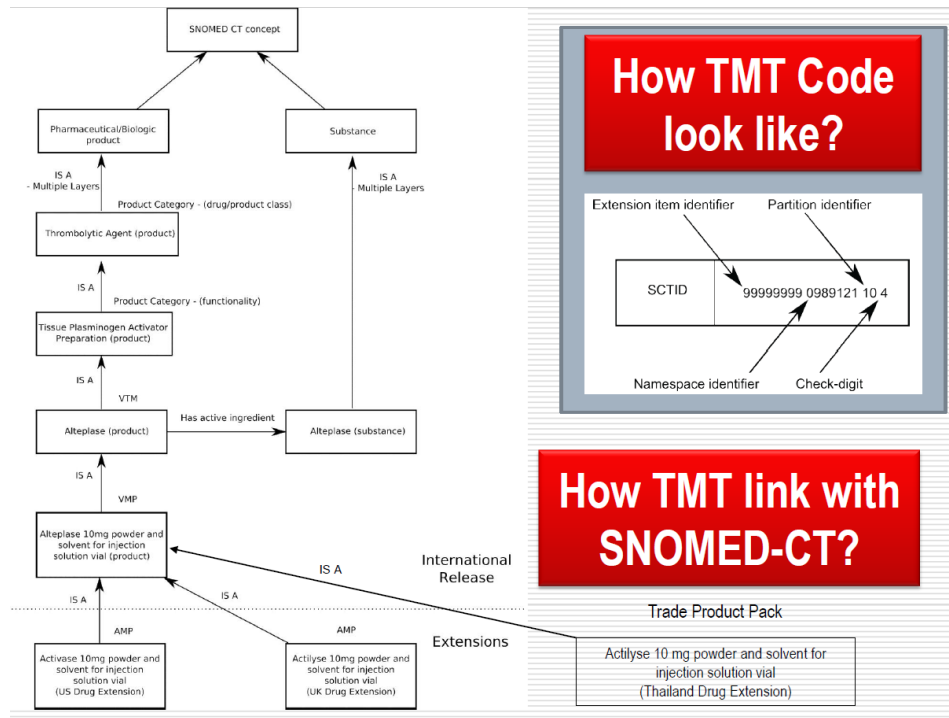 SNOMED CT concept
Pharmaceutical/Biologic
product
Substance
IS A
- Multiple Layers
IS A
- Multiple Layers
Product Category - (drug/product class)
Thrombolytic Agent (product)
IS A
Product Category - (functionality)
Tissue Plasminogen Activator
Preparation (product)
IS A
VTM
Alteplase (product)
Has active ingredient
Alteplase (substance)
IS A
VMP
Alteplase 10mg powder and
solvent for injection
solution vial (product)
IS A
International
Release
IS A
IS A
AMP
AMP
Extensions
Activase 10mg powder and
solvent for injection
solution vial
(US Drug Extension)
Actilyse 10mg powder and
solvent for injection
solution vial
(UK Drug Extension)
How TMT Code
look like?
Extension item identifier
Partition identifier
SCTID
99999999 0989121 10 4
Namespace identifier
Check-digit
How TMT link with
SNOMED-CT?
Trade Product Pack
Actilyse 10 mg powder and solvent for
injection solution vial
(Thailand Drug Extension)